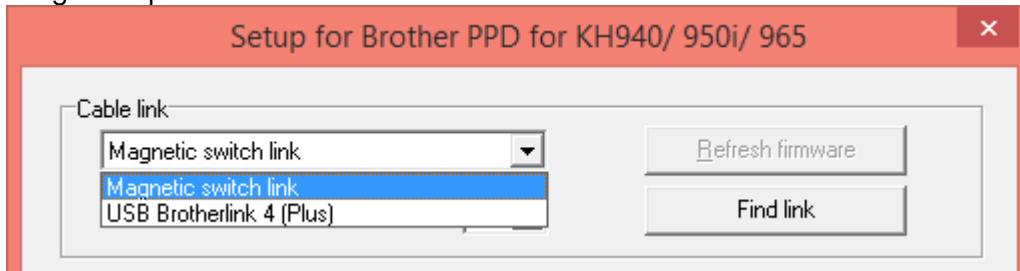 Setup for Brother PPD for KH940/ 950i/ 965
Cable link
Magnetic switch link
Refresh firmware
Magnetic switch link
USB Brotherlink 4 (Plus)
Find link